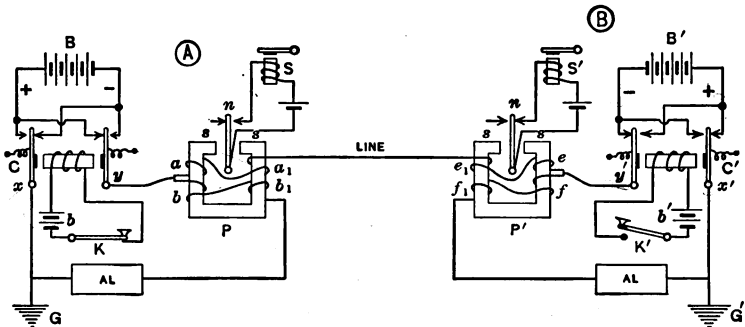 B
A
+
−
n
S
C
x
y
a
b
s
s
a1
b1
P
b
K
AL
G
LINE
B
B′
n
S′
−
+
s
s
e1
f1
e
f
P′
y′
C′
x′
b′
K′
AL
G′